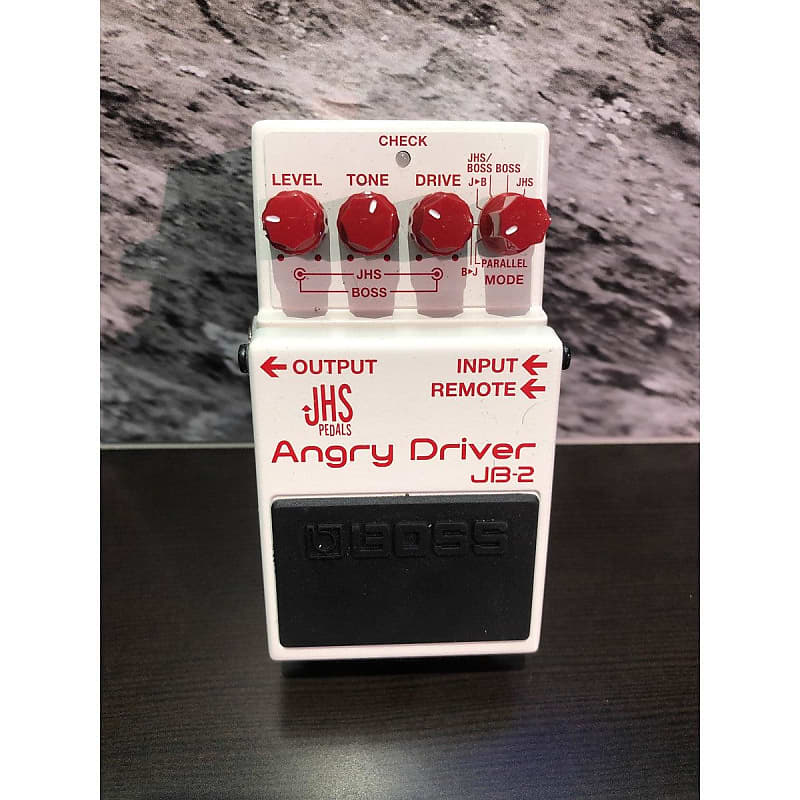 CHECK
LEVEL TONE DRIVE
JHS/
BOSS BOSS
J▸B JHS
PARALLEL
B▸J MODE
JHS
BOSS
← OUTPUT INPUT ←
REMOTE ←
JHS
PEDALS
Angry Driver
JB-2
BOSS